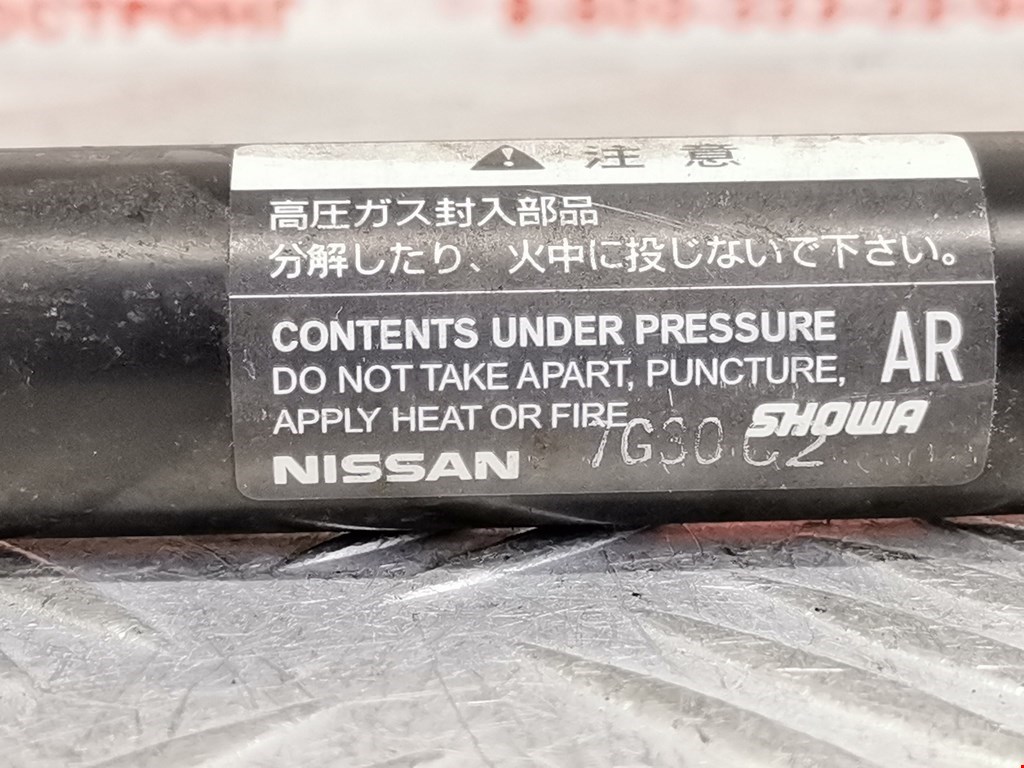 注意
高圧ガス封入部品
分解したり、火中に投じないで下さい。
CONTENTS UNDER PRESSURE
DO NOT TAKE APART, PUNCTURE,
APPLY HEAT OR FIRE
AR
SHOWA
7G30 C2
NISSAN